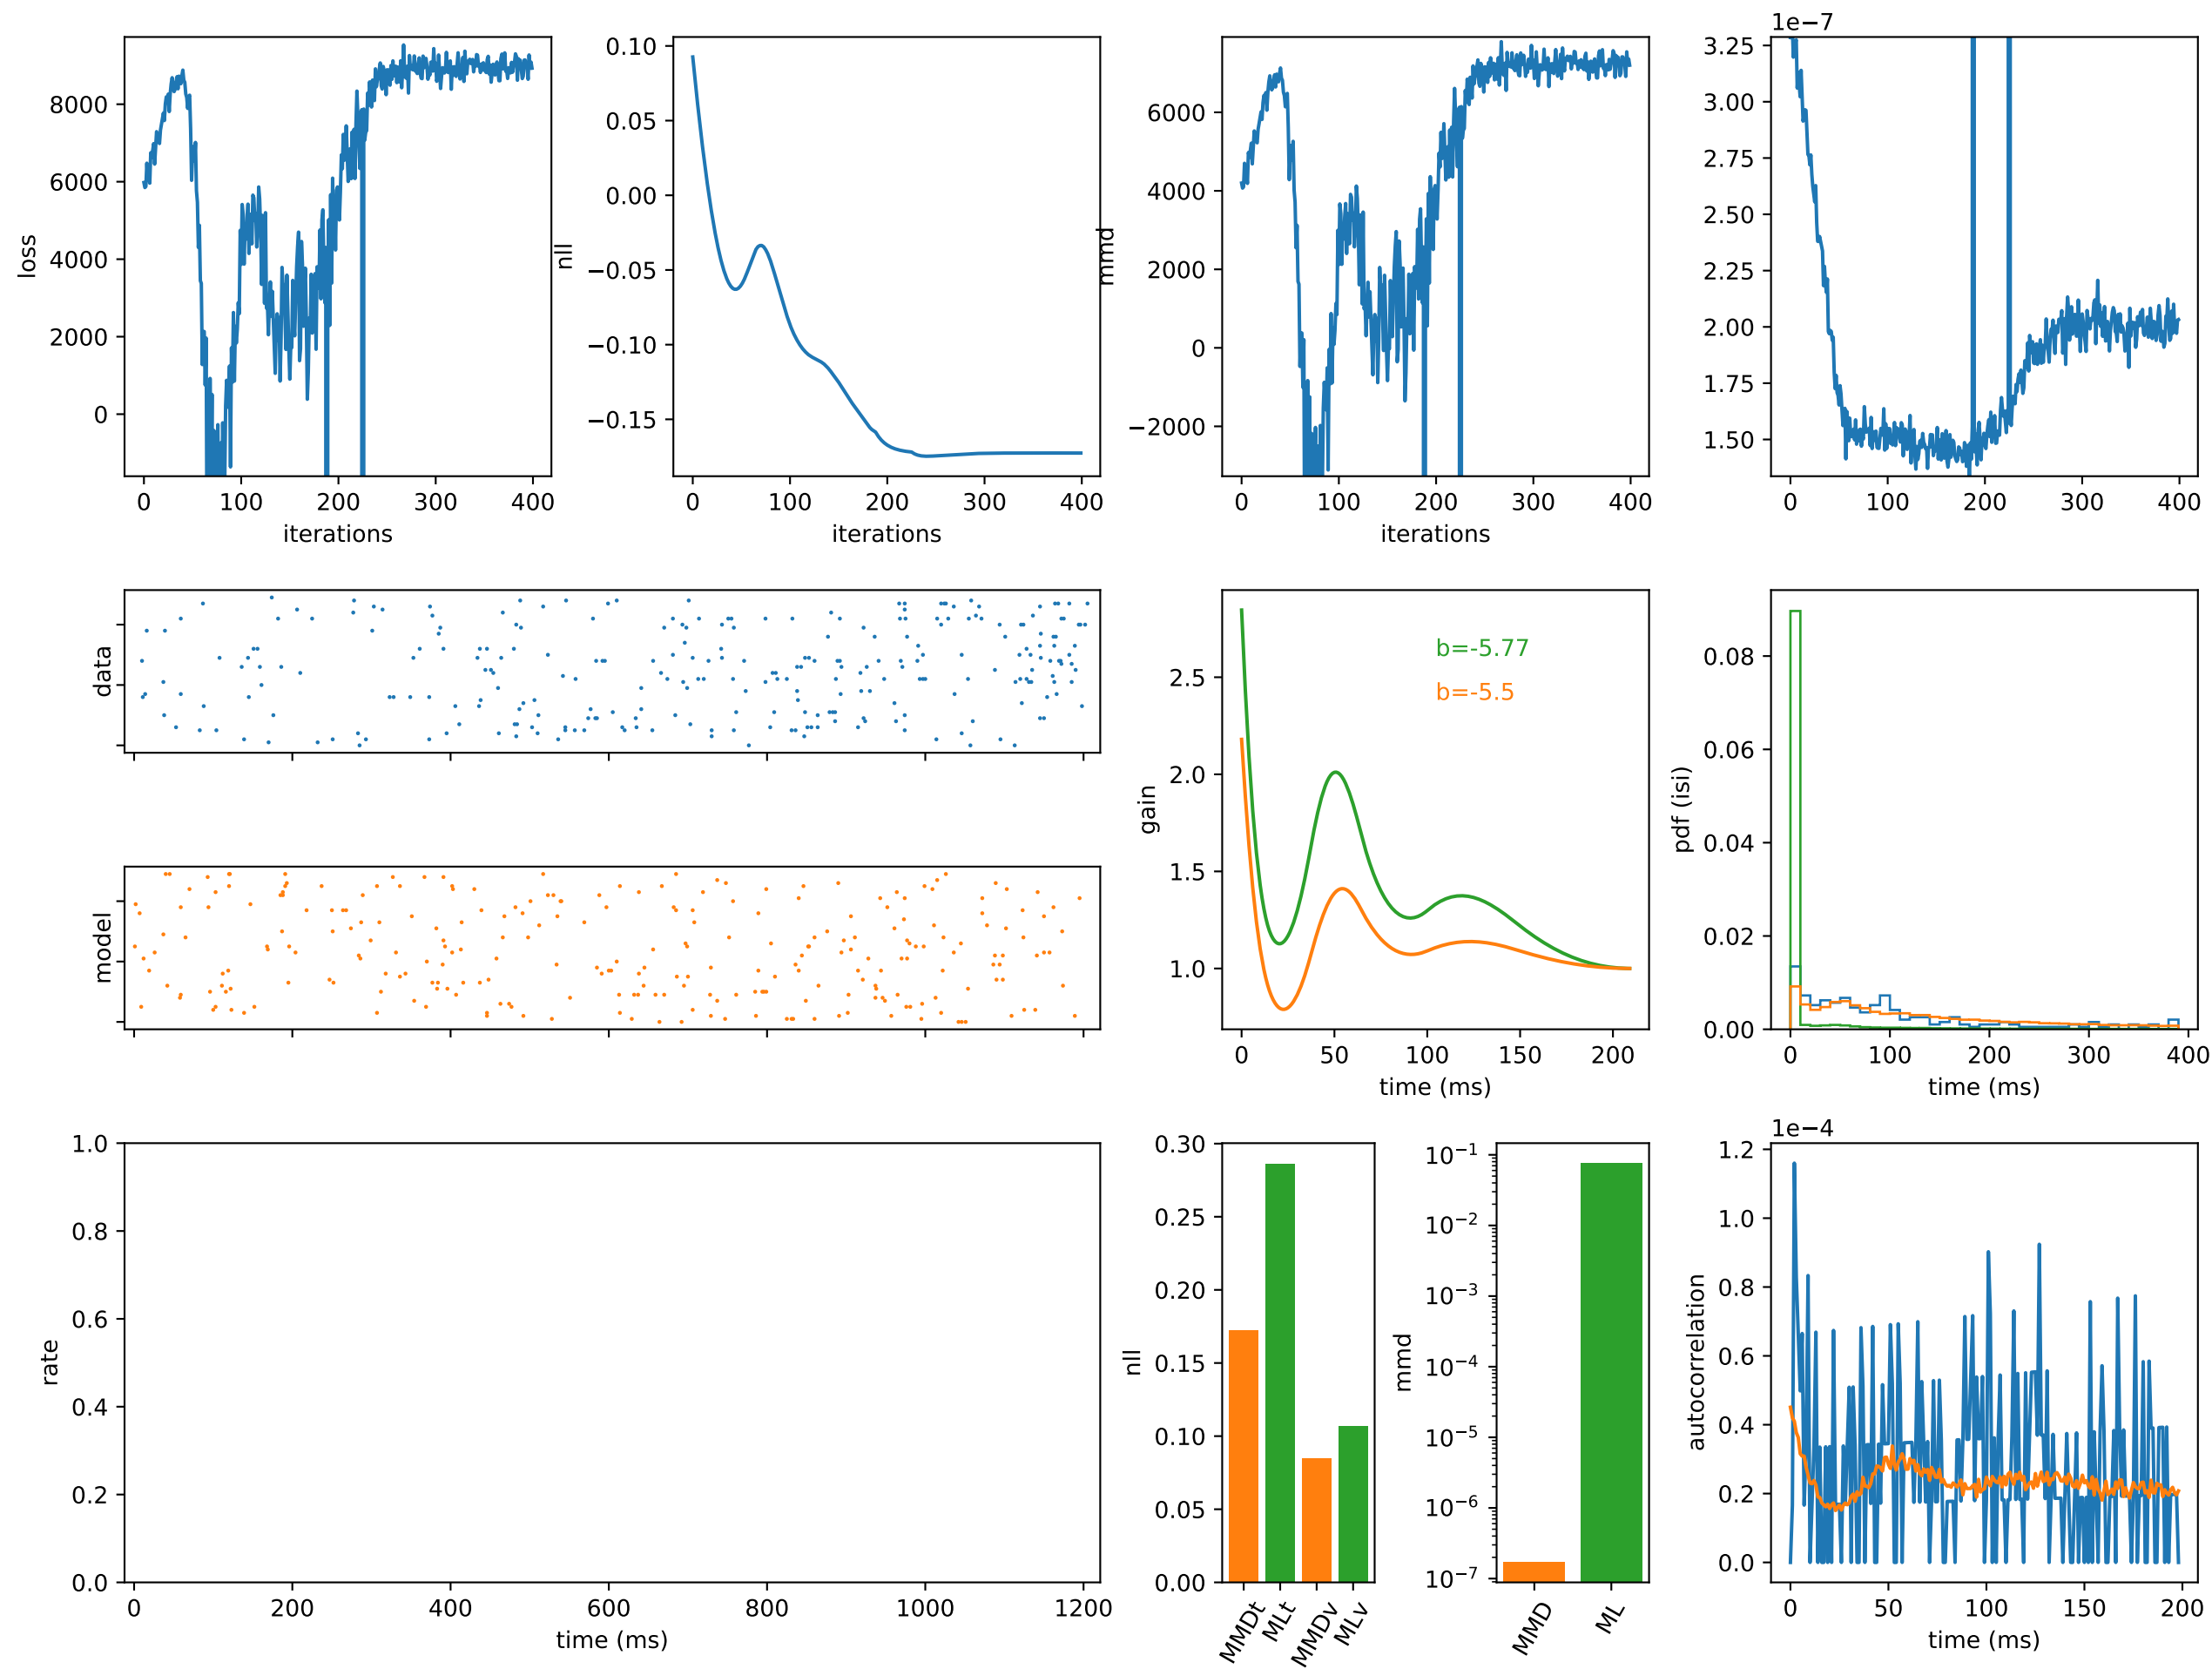 1e−7
loss
8000
6000
4000
2000
0
0 100 200 300 400
iterations
nll
0.10
0.05
0.00
−0.05
−0.10
−0.15
0 100 200 300 400
iterations
mmd
6000
4000
2000
0
−2000
0 100 200 300 400
iterations
3.25
3.00
2.75
2.50
2.25
2.00
1.75
1.50
0 100 200 300 400
data
model
gain
2.5
2.0
1.5
1.0
b=-5.77
b=-5.5
0 50 100 150 200
time (ms)
pdf (isi)
0.08
0.06
0.04
0.02
0.00
0 100 200 300 400
time (ms)
rate
1.0
0.8
0.6
0.4
0.2
0.0
0 200 400 600 800 1000 1200
time (ms)
nll
0.30
0.25
0.20
0.15
0.10
0.05
0.00
MMDt MLt MMDv MLv
mmd
10⁻¹
10⁻²
10⁻³
10⁻⁴
10⁻⁵
10⁻⁶
10⁻⁷
MMD ML
1e−4
autocorrelation
1.2
1.0
0.8
0.6
0.4
0.2
0.0
0 50 100 150 200
time (ms)